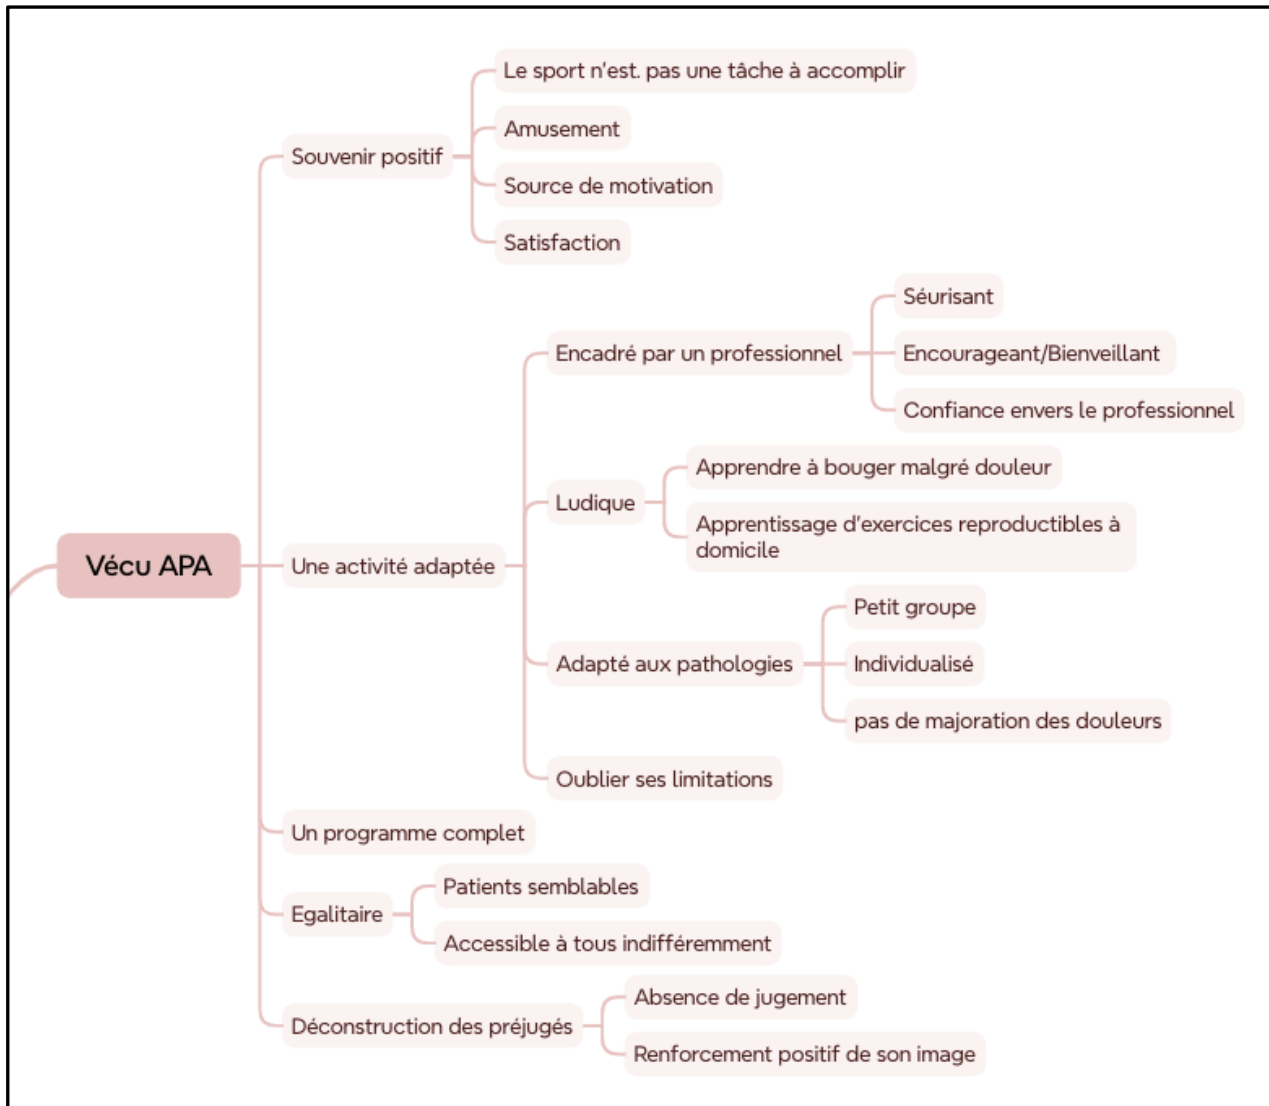 Vécu APA
Souvenir positif
Le sport n'est. pas une tâche à accomplir
Amusement
Source de motivation
Satisfaction
Une activité adaptée
Encadré par un professionnel
Séurisant
Encourageant/Bienveillant
Confiance envers le professionnel
Ludique
Apprendre à bouger malgré douleur
Apprentissage d'exercices reproductibles à
domicile
Adapté aux pathologies
Petit groupe
Individualisé
pas de majoration des douleurs
Oublier ses limitations
Un programme complet
Egalitaire
Patients semblables
Accessible à tous indifféremment
Déconstruction des préjugés
Absence de jugement
Renforcement positif de son image